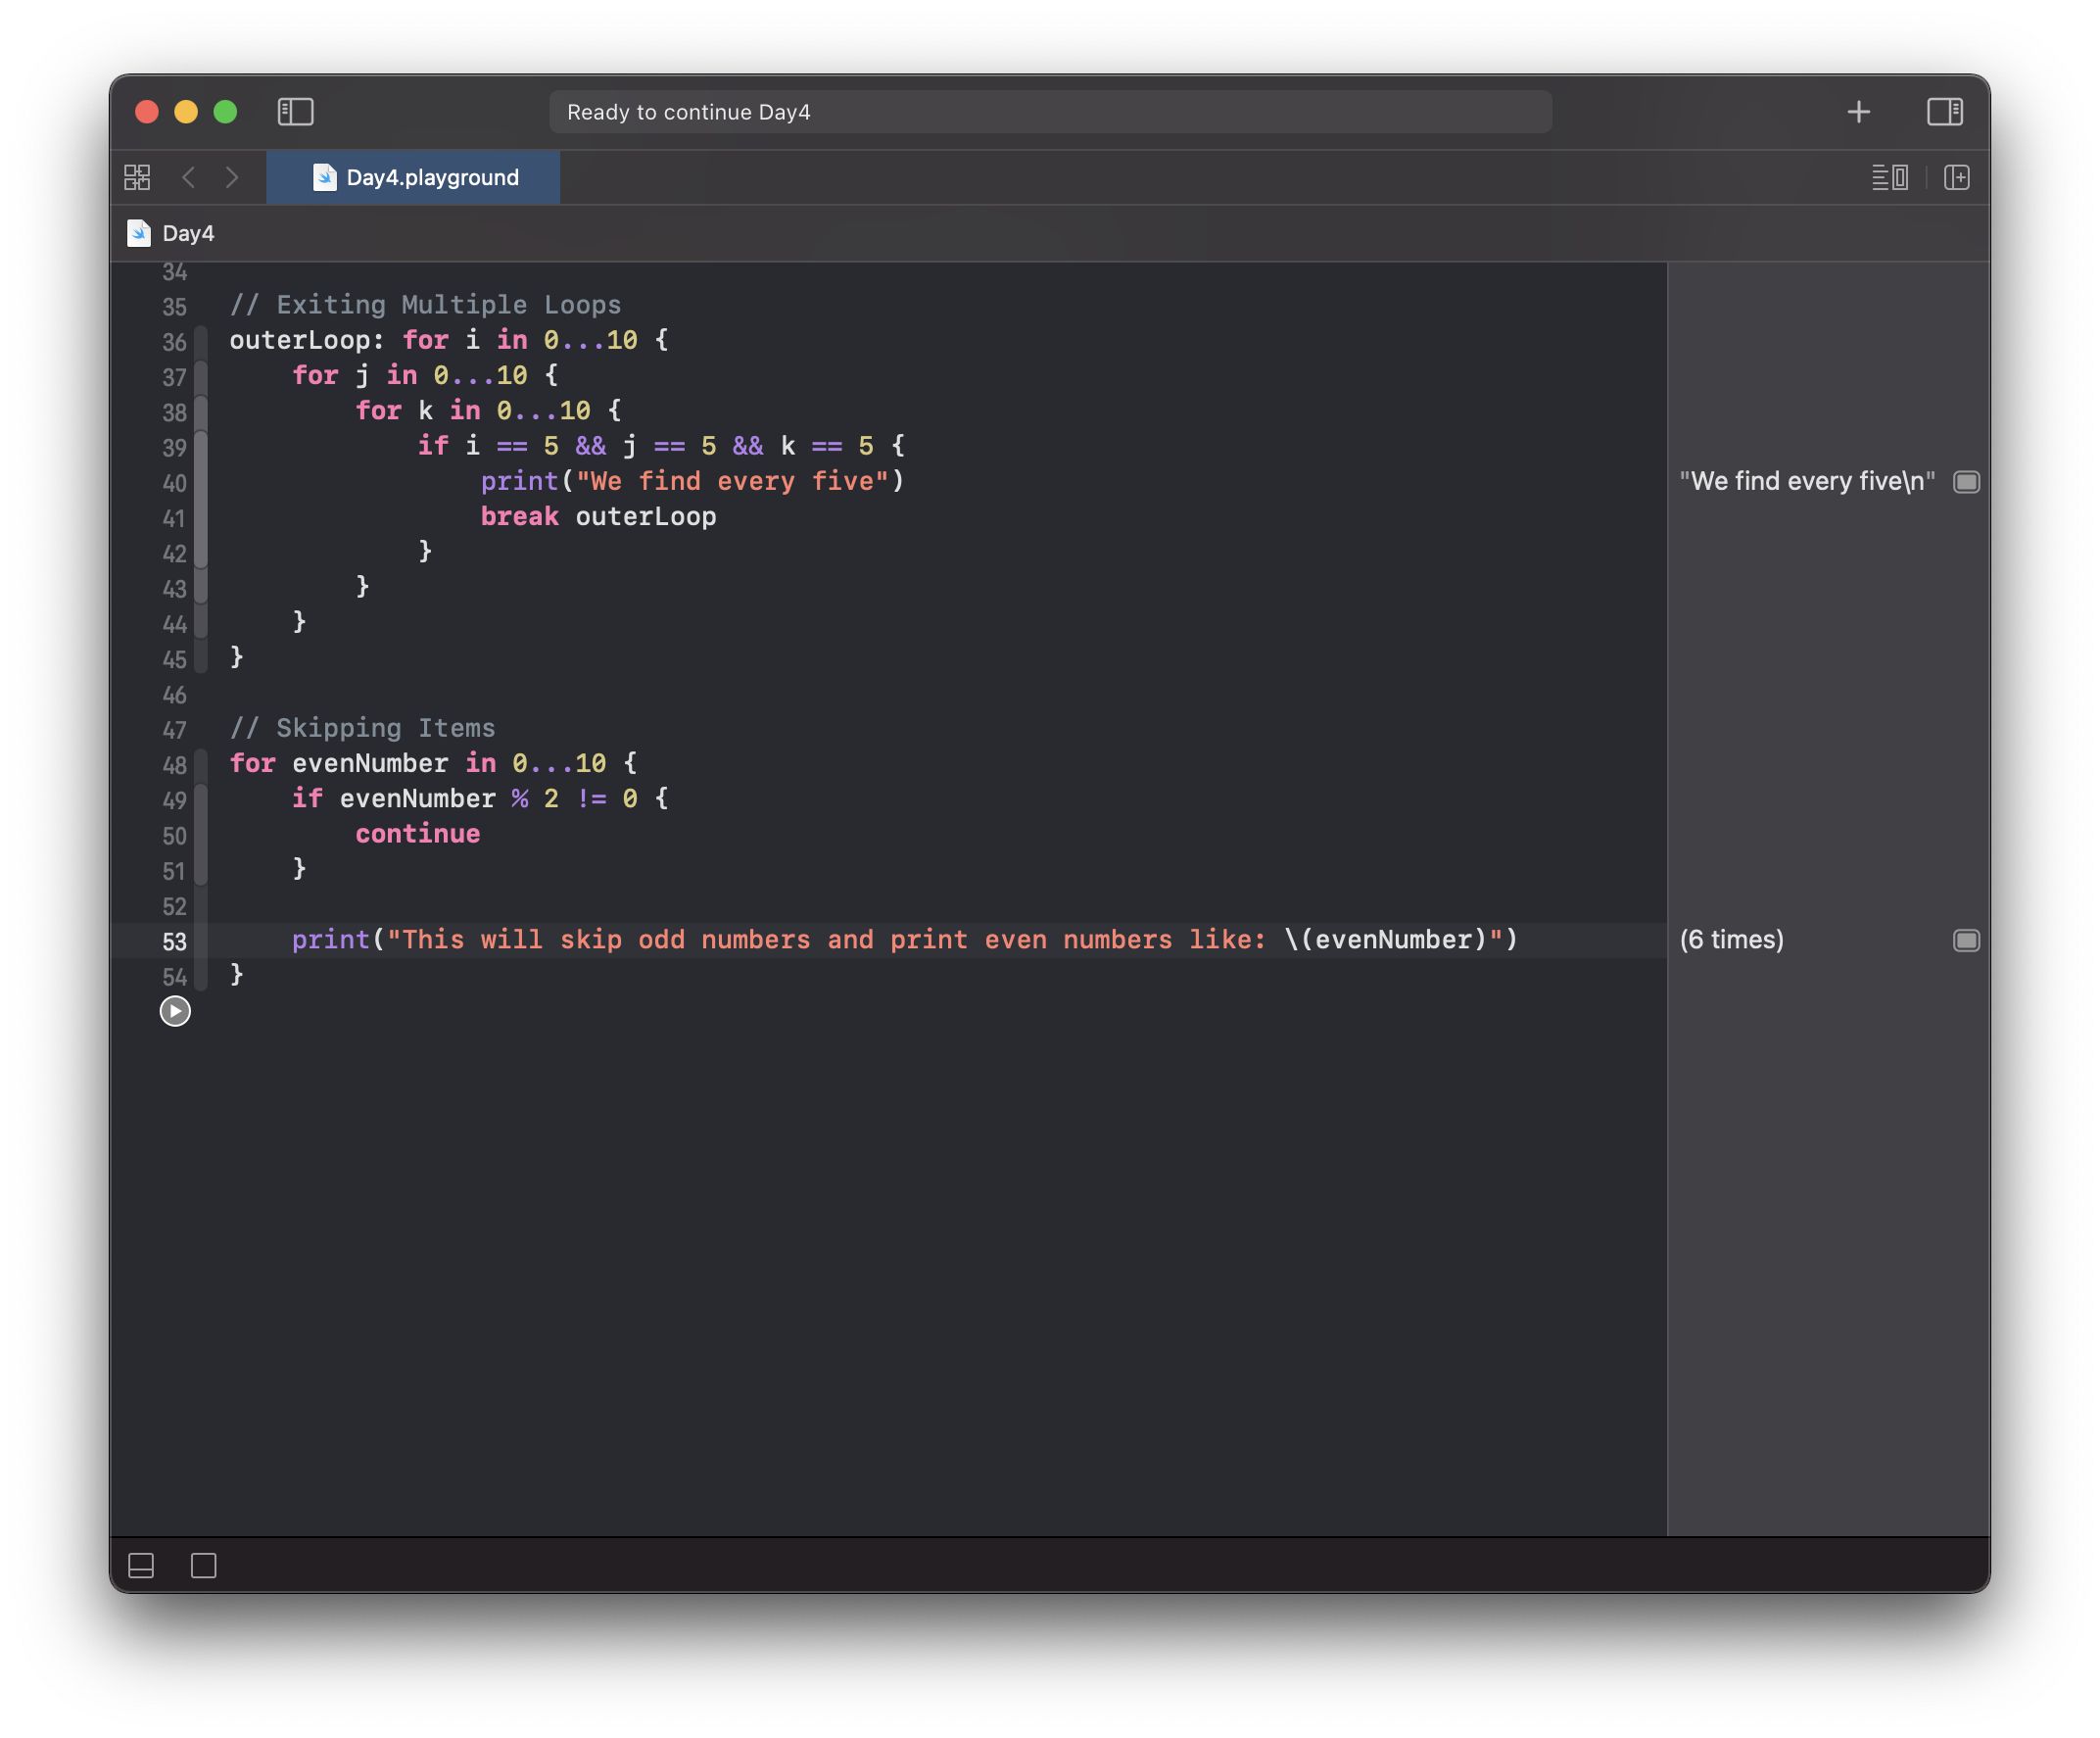 Ready to continue Day4
Day4.playground
Day4
34
35 // Exiting Multiple Loops
36 outerLoop: for i in 0...10 {
37     for j in 0...10 {
38         for k in 0...10 {
39             if i == 5 && j == 5 && k == 5 {
40                 print("We find every five") "We find every five\n"
41                 break outerLoop
42             }
43         }
44     }
45 }
46
47 // Skipping Items
48 for evenNumber in 0...10 {
49     if evenNumber % 2 != 0 {
50         continue
51     }
52
53     print("This will skip odd numbers and print even numbers like: \(evenNumber)") (6 times)
54 }